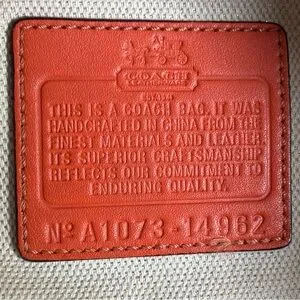 COACH
THIS IS A COACH BAG. IT WAS
HANDCRAFTED IN CHINA FROM THE
FINEST MATERIALS AND LEATHER.
ITS SUPERIOR CRAFTSMANSHIP
REFLECTS OUR COMMITMENT TO
ENDURING QUALITY.
Nº A1073-14962